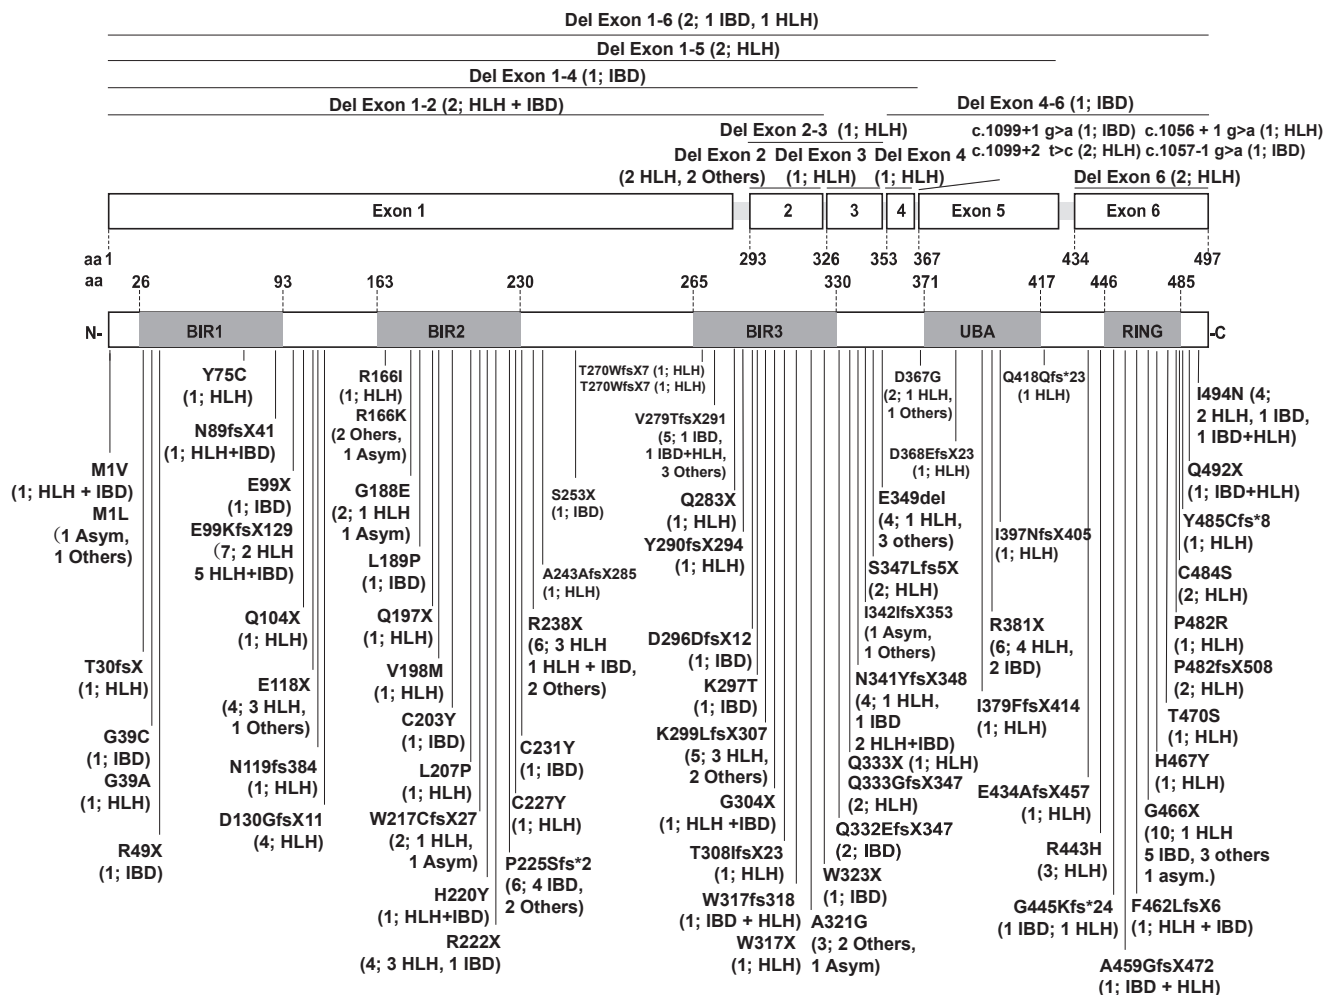 Del Exon 1-6 (2; 1 IBD, 1 HLH)
Del Exon 1-5 (2; HLH)
Del Exon 1-4 (1; IBD)
Del Exon 1-2 (2; HLH + IBD)
Del Exon 4-6 (1; IBD)
Del Exon 2-3 (1; HLH)
c.1099+1 g>a (1; IBD) c.1056 + 1 g>a (1; HLH)
c.1099+2 t>c (2; HLH) c.1057-1 g>a (1; IBD)
Del Exon 2
(2 HLH, 2 Others)
Del Exon 3
(1; HLH)
Del Exon 4
(1; HLH)
Del Exon 6 (2; HLH)
Exon 1
2
3
4
Exon 5
Exon 6
aa 1
293
326
353
367
434
497
aa
26
93
163
230
265
330
371
417
446
485
N-
BIR1
BIR2
BIR3
UBA
RING
-C
M1V
(1; HLH + IBD)
M1L
(1 Asym,
1 Others)
T30fsX
(1; HLH)
G39C
(1; IBD)
G39A
(1; HLH)
R49X
(1; IBD)
Y75C
(1; HLH)
N89fsX41
(1; HLH+IBD)
E99X
(1; IBD)
E99KfsX129
(7; 2 HLH
5 HLH+IBD)
Q104X
(1; HLH)
E118X
(4; 3 HLH,
1 Others)
N119fs384
(1; HLH)
D130GfsX11
(4; HLH)
R166I
(1; HLH)
R166K
(2 Ohers,
1 Asym)
G188E
(2; 1 HLH
1 Asym)
L189P
(1; IBD)
Q197X
(1; HLH)
V198M
(1; HLH)
C203Y
(1; IBD)
L207P
(1; HLH)
W217CfsX27
(2; 1 HLH,
1 Asym)
H220Y
(1; HLH+IBD)
R222X
(4; 3 HLH, 1 IBD)
P225Sfs*2
(6; 4 IBD,
2 Others)
C227Y
(1; HLH)
C231Y
(1; IBD)
R238X
(6; 3 HLH
1 HLH + IBD,
2 Others)
A243AfsX285
(1; HLH)
S253X
(1; IBD)
T270WfsX7 (1; HLH)
T270WfsX7 (1; HLH)
V279TfsX291
(5; 1 IBD,
1 IBD+HLH,
3 Others)
Q283X
(1; HLH)
Y290fsX294
(1; HLH)
D296DfsX12
(1; IBD)
K297T
(1; IBD)
K299LfsX307
(5; 3 HLH,
2 Others)
G304X
(1; HLH +IBD)
T308IfsX23
(1; HLH)
W317fs318
(1; IBD + HLH)
W317X
(1; HLH)
A321G
(3; 2 Others,
1 Asym)
W323X
(1; IBD)
Q332EfsX347
(2; IBD)
Q333GfsX347
(2; HLH)
Q333X (1; HLH)
N341YfsX348
(4; 1 HLH,
1 IBD
2 HLH+IBD)
I342IfsX353
(1 Asym,
1 Others)
S347Lfs5X
(2; HLH)
E349del
(4; 1 HLH,
3 others)
D367G
(2; 1 HLH,
1 Others)
D368EfsX23
(1; HLH)
I379FfsX414
(1; HLH)
R381X
(6; 4 HLH,
2 IBD)
I397NfsX405
(1; HLH)
Q418Qfs*23
(1 HLH)
E434AfsX457
(1; HLH)
R443H
(3; HLH)
G445Kfs*24
(1 IBD; 1 HLH)
A459GfsX472
(1; IBD + HLH)
F462LfsX6
(1; HLH + IBD)
G466X
(10; 1 HLH
5 IBD, 3 others
1 asym.)
H467Y
(1; HLH)
T470S
(1; HLH)
P482fsX508
(2; HLH)
P482R
(1; HLH)
C484S
(2; HLH)
Y485Cfs*8
(1; HLH)
Q492X
(1; IBD+HLH)
I494N (4;
2 HLH, 1 IBD,
1 IBD+HLH)